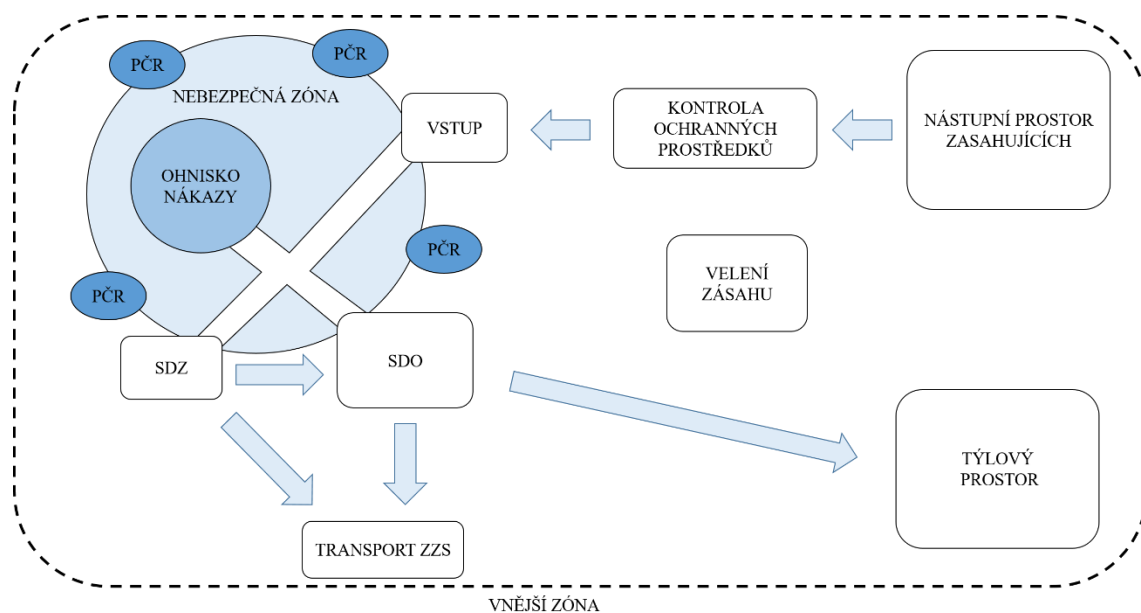 PČR
PČR
NEBEZPEČNÁ ZÓNA
VSTUP
KONTROLA
OCHRANNÝCH
PROSTŘEDKŮ
NÁSTUPNÍ PROSTOR
ZASAHUJÍCÍCH
OHNISKO
NÁKAZY
PČR
PČR
VELENÍ
ZÁSAHU
SDZ
SDO
TÝLOVÝ
PROSTOR
TRANSPORT ZZS
VNĚJŠÍ ZÓNA